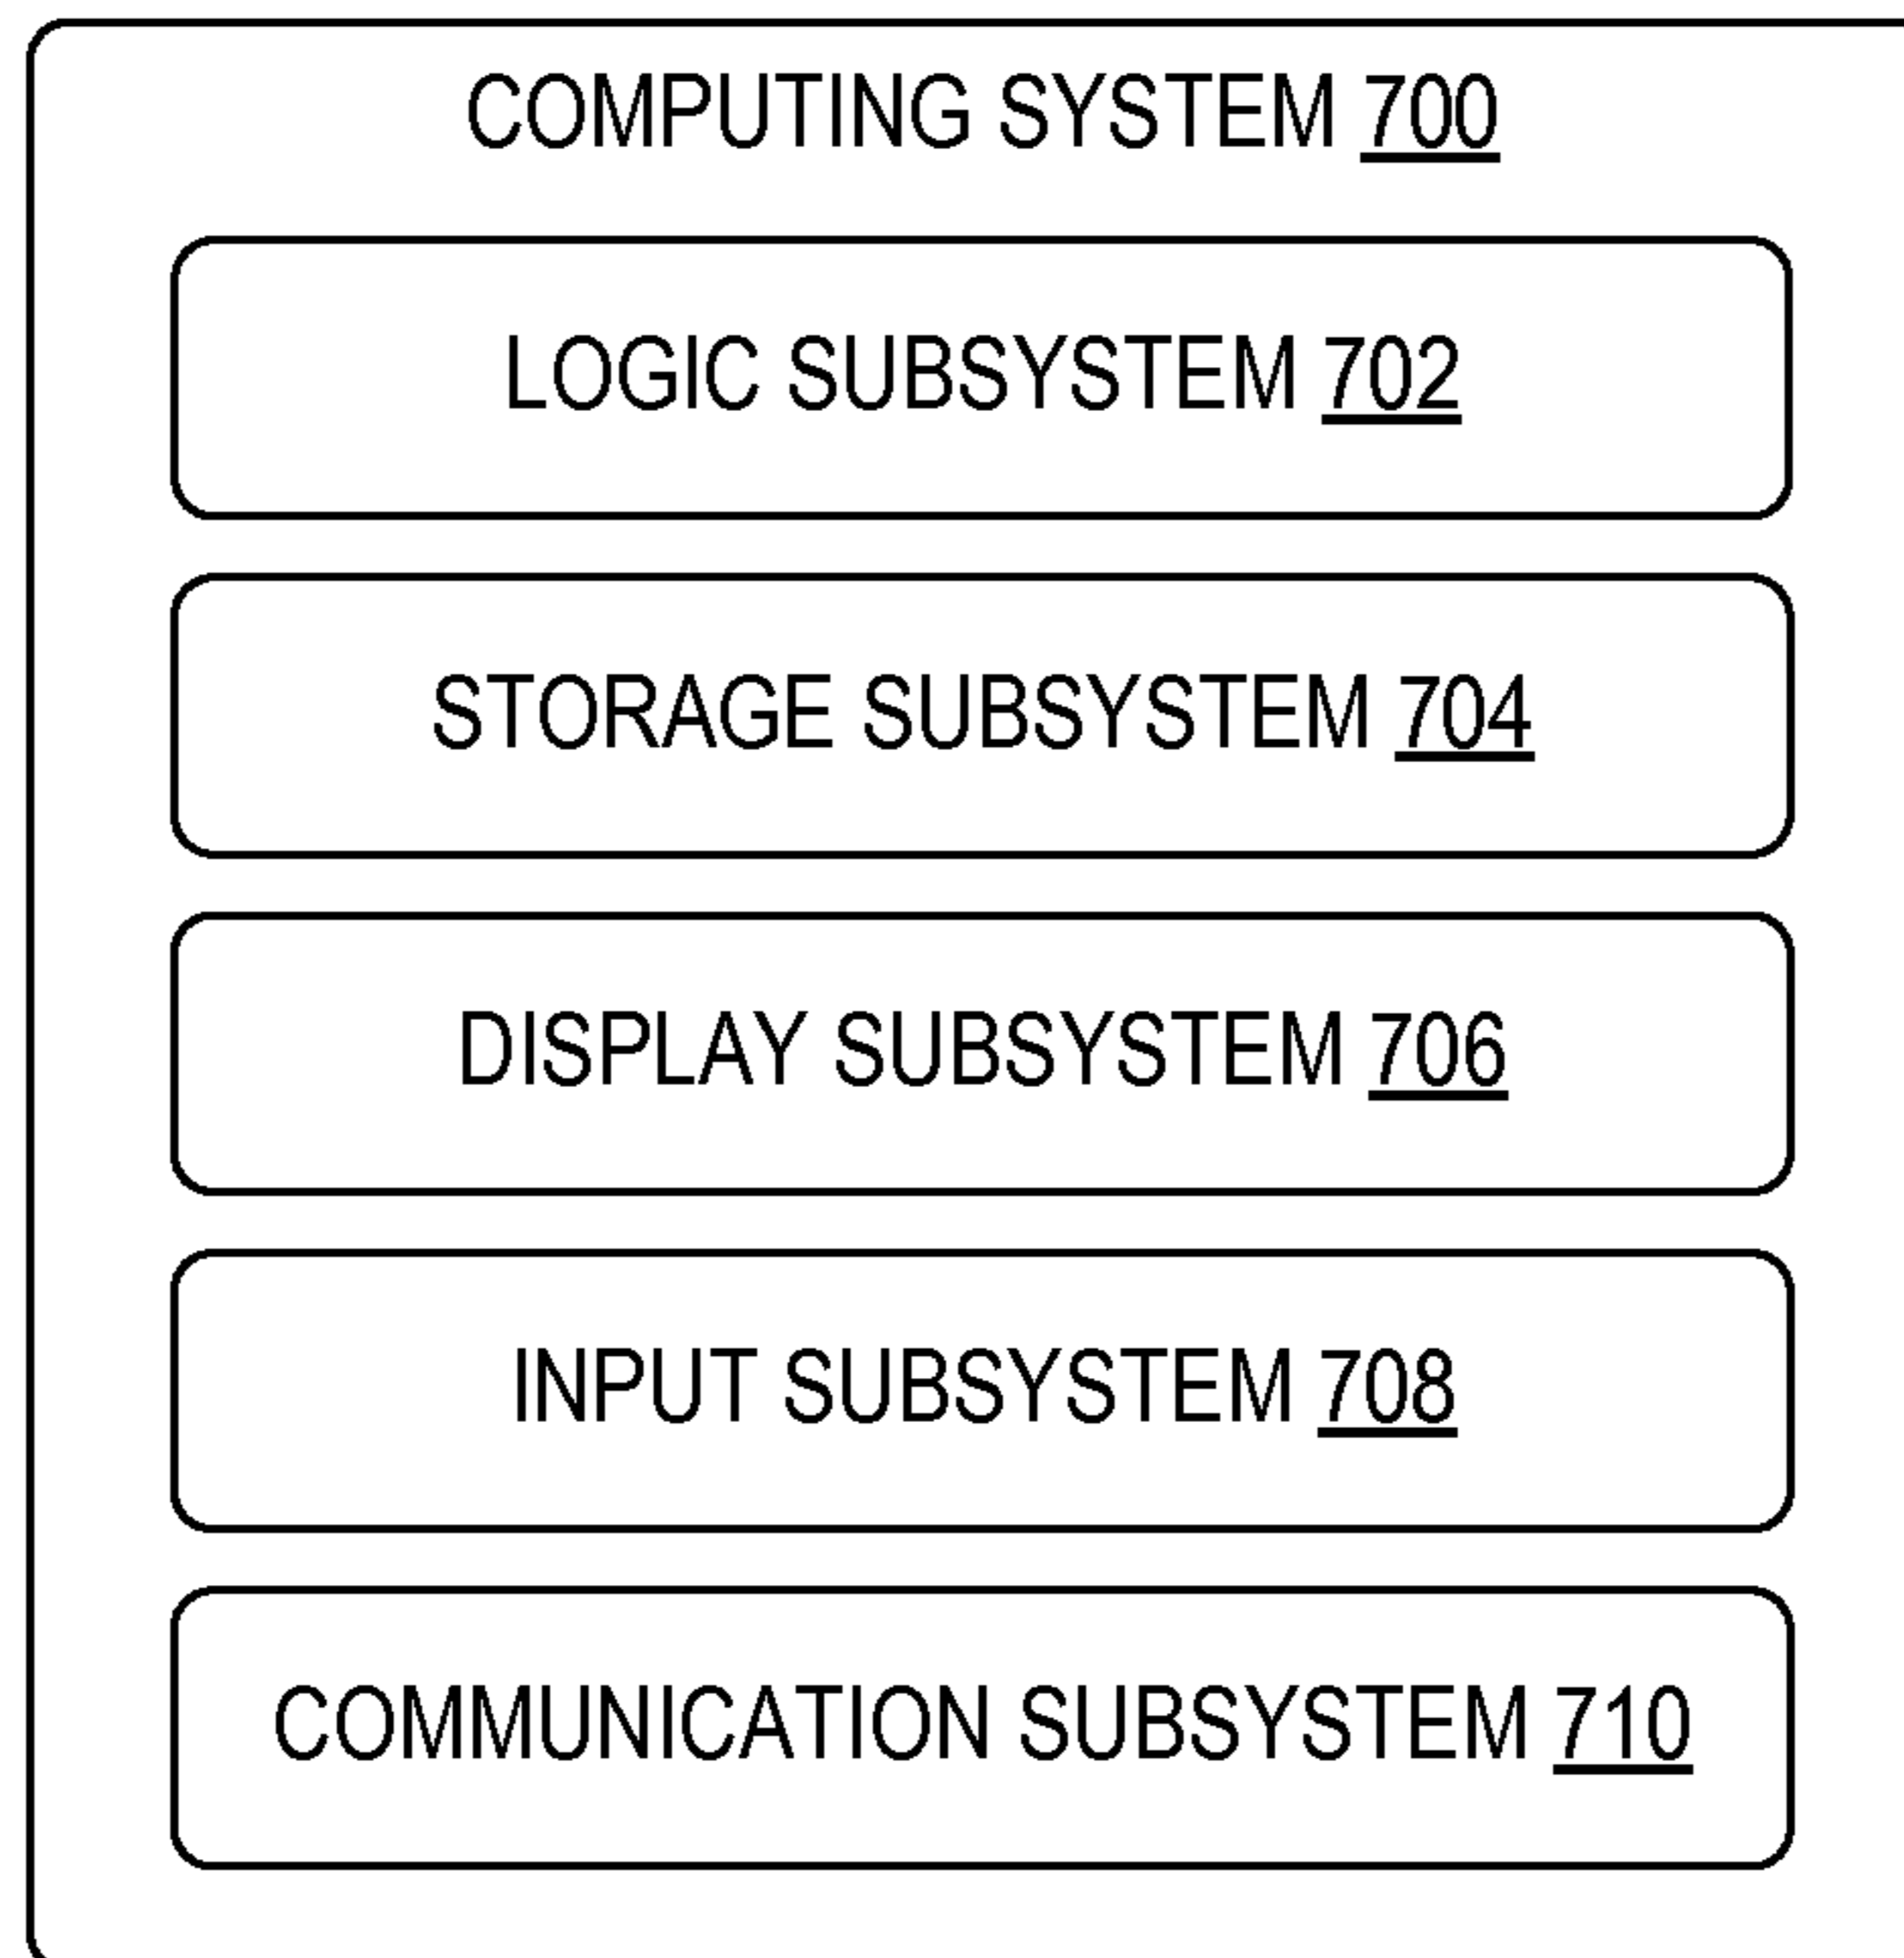 COMPUTING SYSTEM 700
LOGIC SUBSYSTEM 702
STORAGE SUBSYSTEM 704
DISPLAY SUBSYSTEM 706
INPUT SUBSYSTEM 708
COMMUNICATION SUBSYSTEM 710